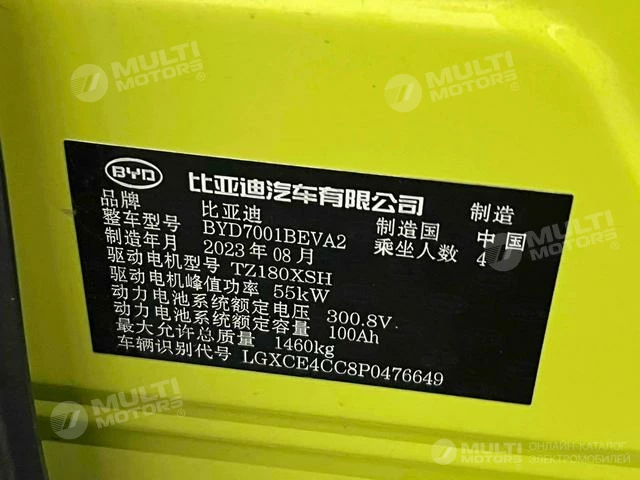 BYD 比亚迪汽车有限公司 制造
品牌 比亚迪 制造国 中国
整车型号 BYD7001BEVA2 乘坐人数 4
制造年月 2023年08月
驱动电机型号 TZ180XSH
驱动电机峰值功率 55kW
动力电池系统额定电压 300.8V
动力电池系统额定容量 100Ah
最大允许总质量 1460kg
车辆识别代号 LGXCE4CC8P0476649
MULTI
MOTORS
MULTI
MOTORS
MULTI
MOTORS
MULTI
MOTORS
ОНЛАЙН-КАТАЛОГ
ЭЛЕКТРОМОБИЛЕЙ